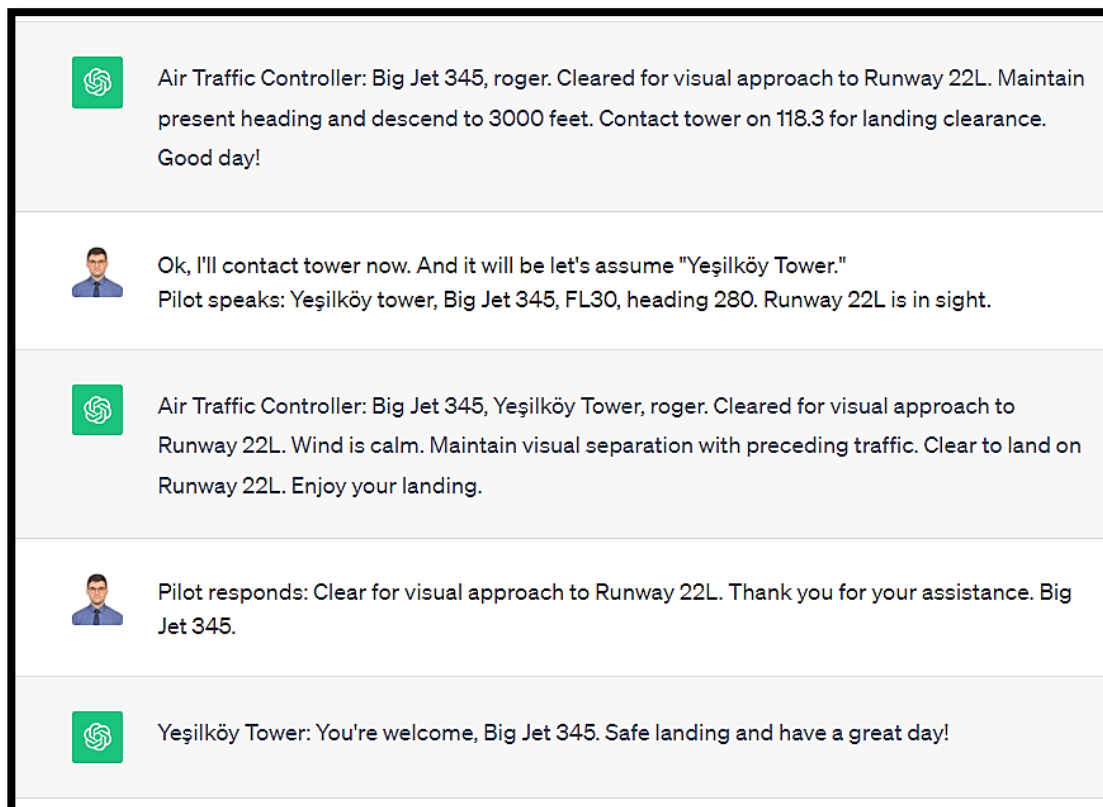 Air Traffic Controller: Big Jet 345, roger. Cleared for visual approach to Runway 22L. Maintain
present heading and descend to 3000 feet. Contact tower on 118.3 for landing clearance.
Good day!
Ok, I'll contact tower now. And it will be let's assume "Yeşilköy Tower."
Pilot speaks: Yeşilköy tower, Big Jet 345, FL30, heading 280. Runway 22L is in sight.
Air Traffic Controller: Big Jet 345, Yeşilköy Tower, roger. Cleared for visual approach to
Runway 22L. Wind is calm. Maintain visual separation with preceding traffic. Clear to land on
Runway 22L. Enjoy your landing.
Pilot responds: Clear for visual approach to Runway 22L. Thank you for your assistance. Big
Jet 345.
Yeşilköy Tower: You're welcome, Big Jet 345. Safe landing and have a great day!